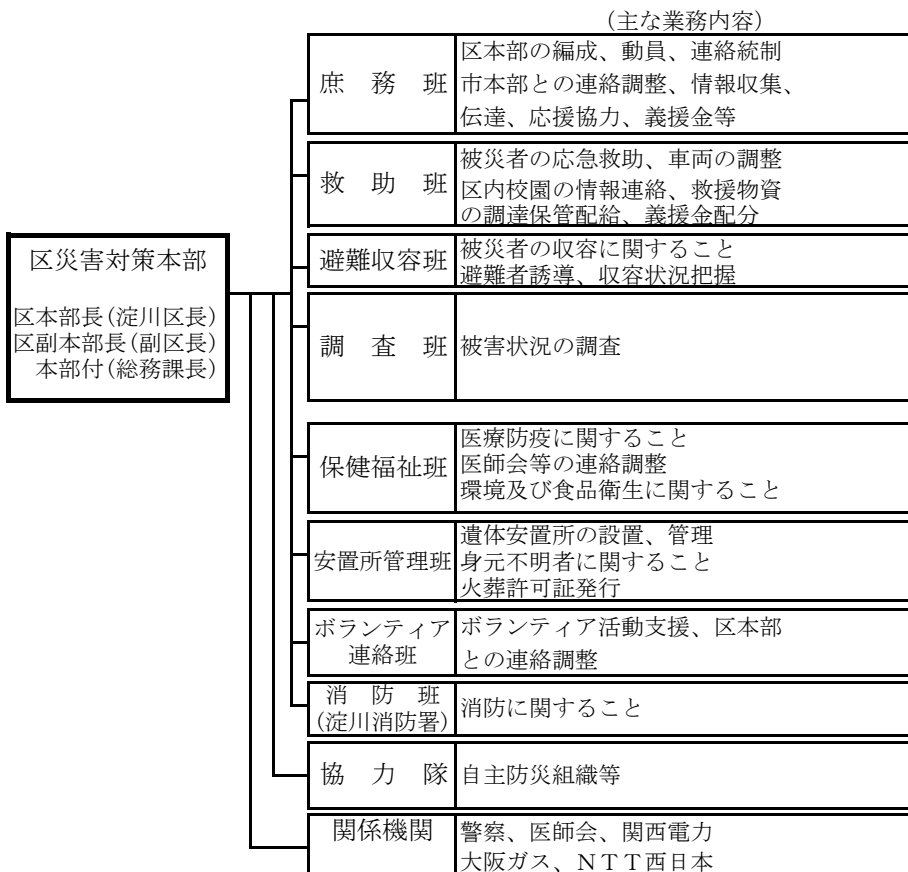 (主な業務内容)
庶務班
区本部の編成、動員、連絡統制
市本部との連絡調整、情報収集、
伝達、応援協力、義援金等
救助班
被災者の応急救助、車両の調整
区内校園の情報連絡、救援物資
の調達保管配給、義援金配分
区災害対策本部
区本部長(淀川区長)
区副本部長(副区長)
本部付(総務課長)
避難収容班
被災者の収容に関すること
避難者誘導、収容状況把握
調査班
被害状況の調査
保健福祉班
医療防疫に関すること
医師会等の連絡調整
環境及び食品衛生に関すること
安置所管理班
遺体安置所の設置、管理
身元不明者に関すること
火葬許可証発行
ボランティア
連絡班
ボランティア活動支援、区本部
との連絡調整
消防班
(淀川消防署)
消防に関すること
協力隊
自主防災組織等
関係機関
警察、医師会、関西電力
大阪ガス、NTT西日本